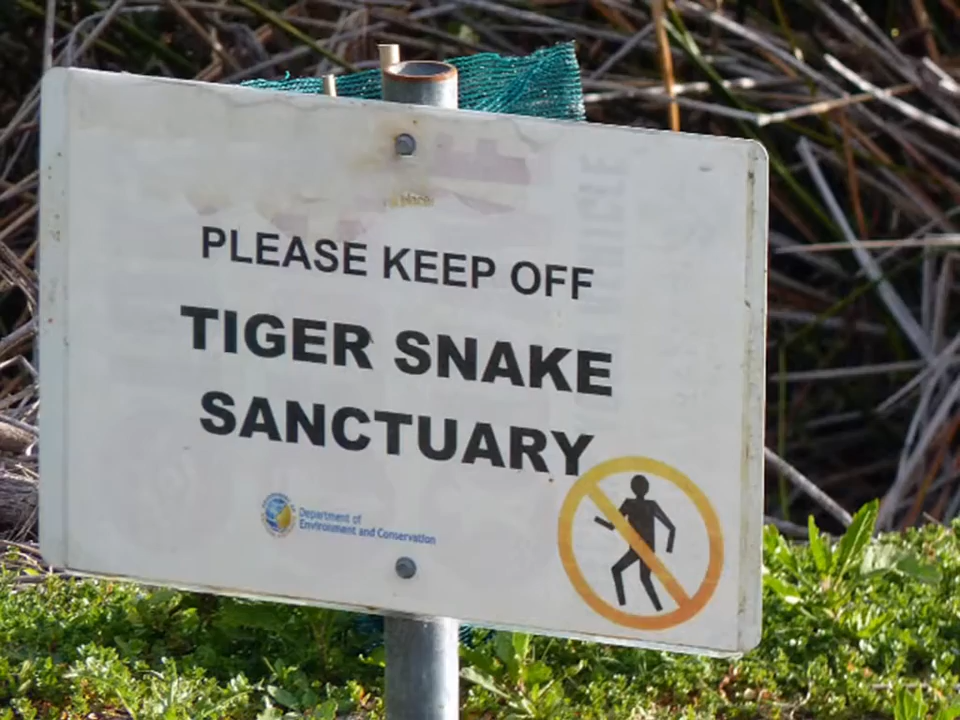 PLEASE KEEP OFF
TIGER SNAKE
SANCTUARY
Department of
Environment and Conservation